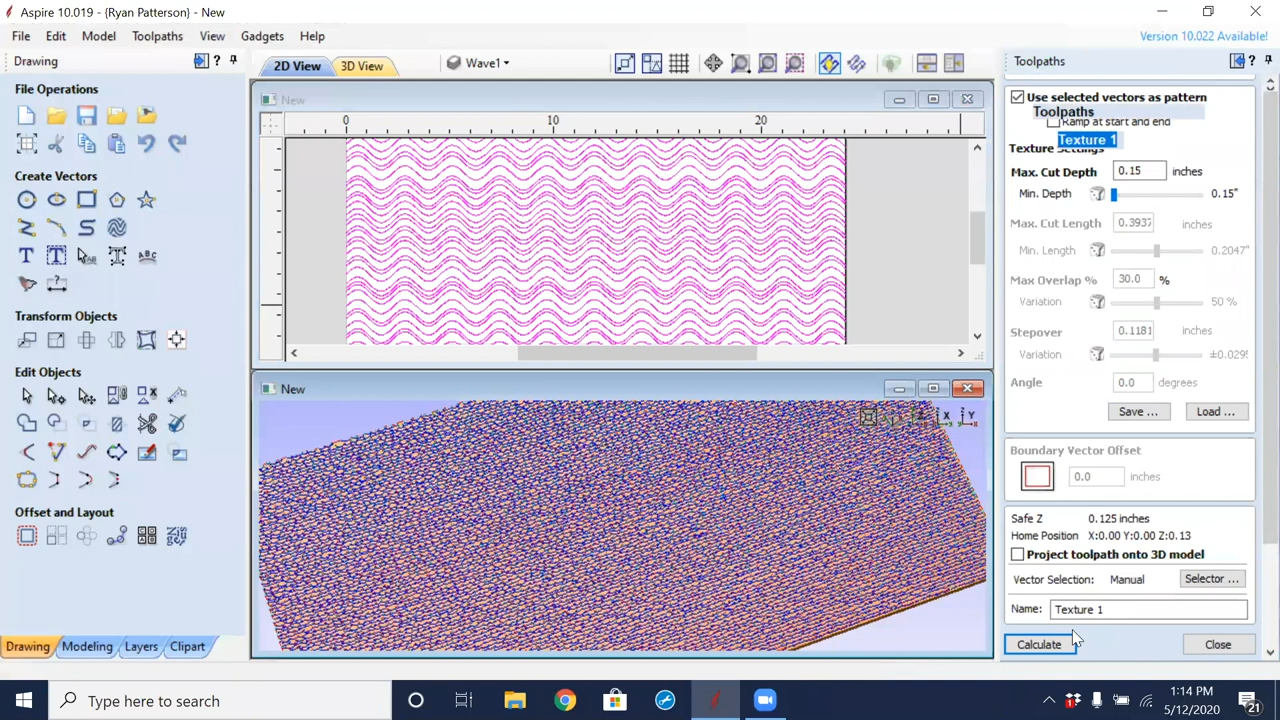 Aspire 10.019 - {Ryan Patterson} - New
File Edit Model Toolpaths View Gadgets Help
Version 10.022 Available!
Drawing
?
File Operations
Create Vectors
Transform Objects
Edit Objects
Offset and Layout
Drawing Modeling Layers Clipart
2D View 3D View Wave1
New
0 10 20
New
X Y
Toolpaths
?
Use selected vectors as pattern
Toolpaths
Ramp at start and end
Texture 1
Texture Settings
Max. Cut Depth 0.15 inches
Min. Depth 0.15"
Max. Cut Length 0.3937 inches
Min. Length 0.2047"
Max Overlap % 30.0 %
Variation 50 %
Stepover 0.1181 inches
Variation ±0.0295
Angle 0.0 degrees
Save ... Load ...
Boundary Vector Offset
0.0 inches
Safe Z 0.125 inches
Home Position X:0.00 Y:0.00 Z:0.13
Project toolpath onto 3D model
Vector Selection: Manual Selector ...
Name: Texture 1
Calculate Close
Type here to search
1:14 PM
5/12/2020
21